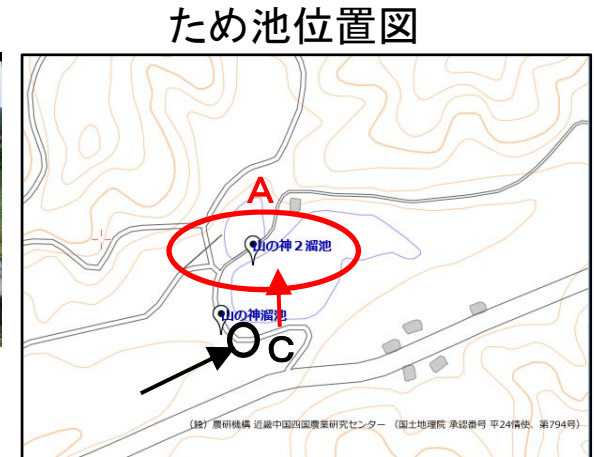 ため池位置図
A
山の神2溜池
山の神溜池
C
(独)農研機構 近畿中国四国農業研究センター (国土地理院 承認番号 平24情使、第794号)